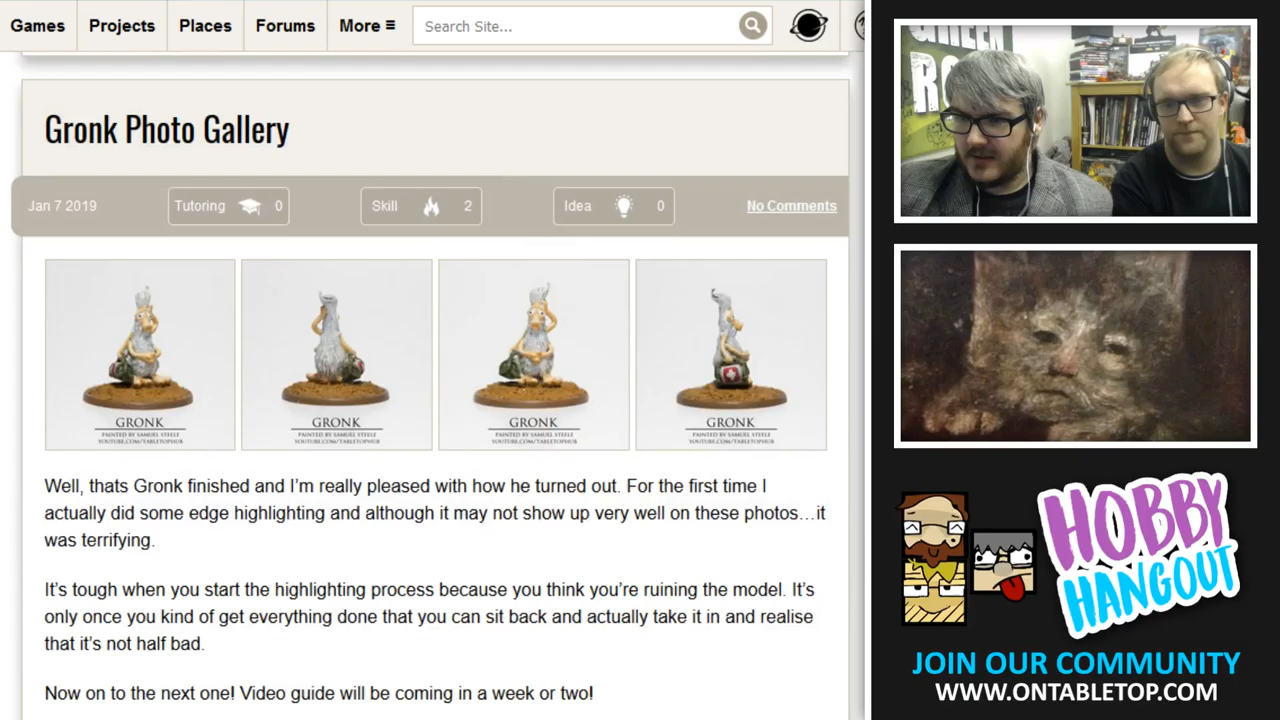 Games Projects Places Forums More ≡ Search Site...
Gronk Photo Gallery
Jan 7 2019 Tutoring 0 Skill 2 Idea 0 No Comments
GRONK
PAINTED BY SAMUEL STEELE
YOUTUBE.COM/TABLETOPHUB
GRONK
PAINTED BY SAMUEL STEELE
YOUTUBE.COM/TABLETOPHUB
GRONK
PAINTED BY SAMUEL STEELE
YOUTUBE.COM/TABLETOPHUB
GRONK
PAINTED BY SAMUEL STEELE
YOUTUBE.COM/TABLETOPHUB
Well, thats Gronk finished and I'm really pleased with how he turned out. For the first time I
actually did some edge highlighting and although it may not show up very well on these photos…it
was terrifying.
It's tough when you start the highlighting process because you think you're ruining the model. It's
only once you kind of get everything done that you can sit back and actually take it in and realise
that it's not half bad.
Now on to the next one! Video guide will be coming in a week or two!
HOBBY
HANGOUT
JOIN OUR COMMUNITY
WWW.ONTABLETOP.COM